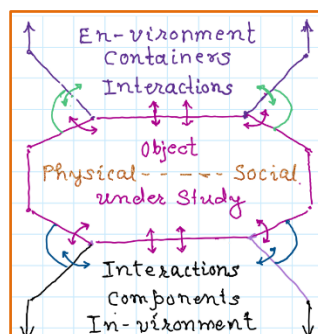 En-vironment
Containers
Interactions
Object
Physical - - - - - Social
under Study
Interactions
Components
In-vironment